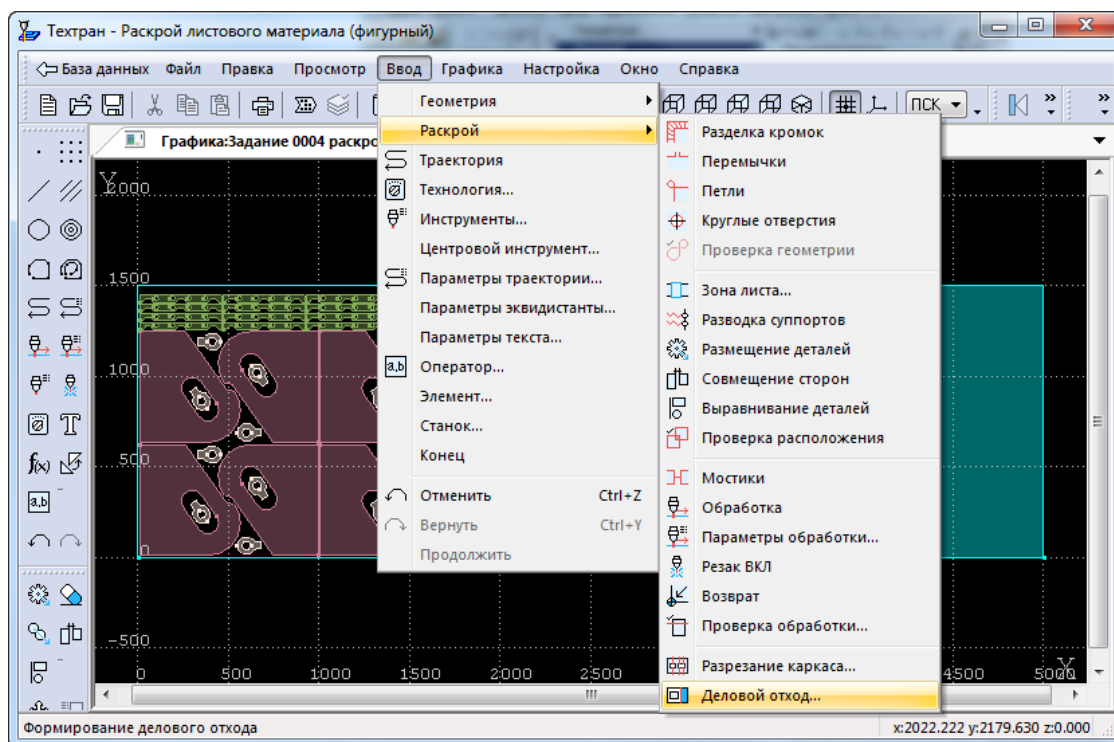 Техтран - Раскрой листового материала (фигурный)
База данных Файл Правка Просмотр Ввод Графика Настройка Окно Справка
ПСК
Графика:Задание 0004 раскро
Геометрия
Раскрой
Траектория
Технология...
Инструменты...
Центровой инструмент...
Параметры траектории...
Параметры эквидистанты...
Параметры текста...
Оператор...
Элемент...
Станок...
Конец
Отменить Ctrl+Z
Вернуть Ctrl+Y
Продолжить
Разделка кромок
Перемычки
Петли
Круглые отверстия
Проверка геометрии
Зона листа...
Разводка суппортов
Размещение деталей
Совмещение сторон
Выравнивание деталей
Проверка расположения
Мостики
Обработка
Параметры обработки...
Резак ВКЛ
Возврат
Проверка обработки...
Разрезание каркаса...
Деловой отход...
Y
2000
1500
1000
500
0
-500
0 500 1000 1500 2000 2500 4500 5000
a,b
a,b
f(x)
T
Формирование делового отхода x:2022.222 y:2179.630 z:0.000